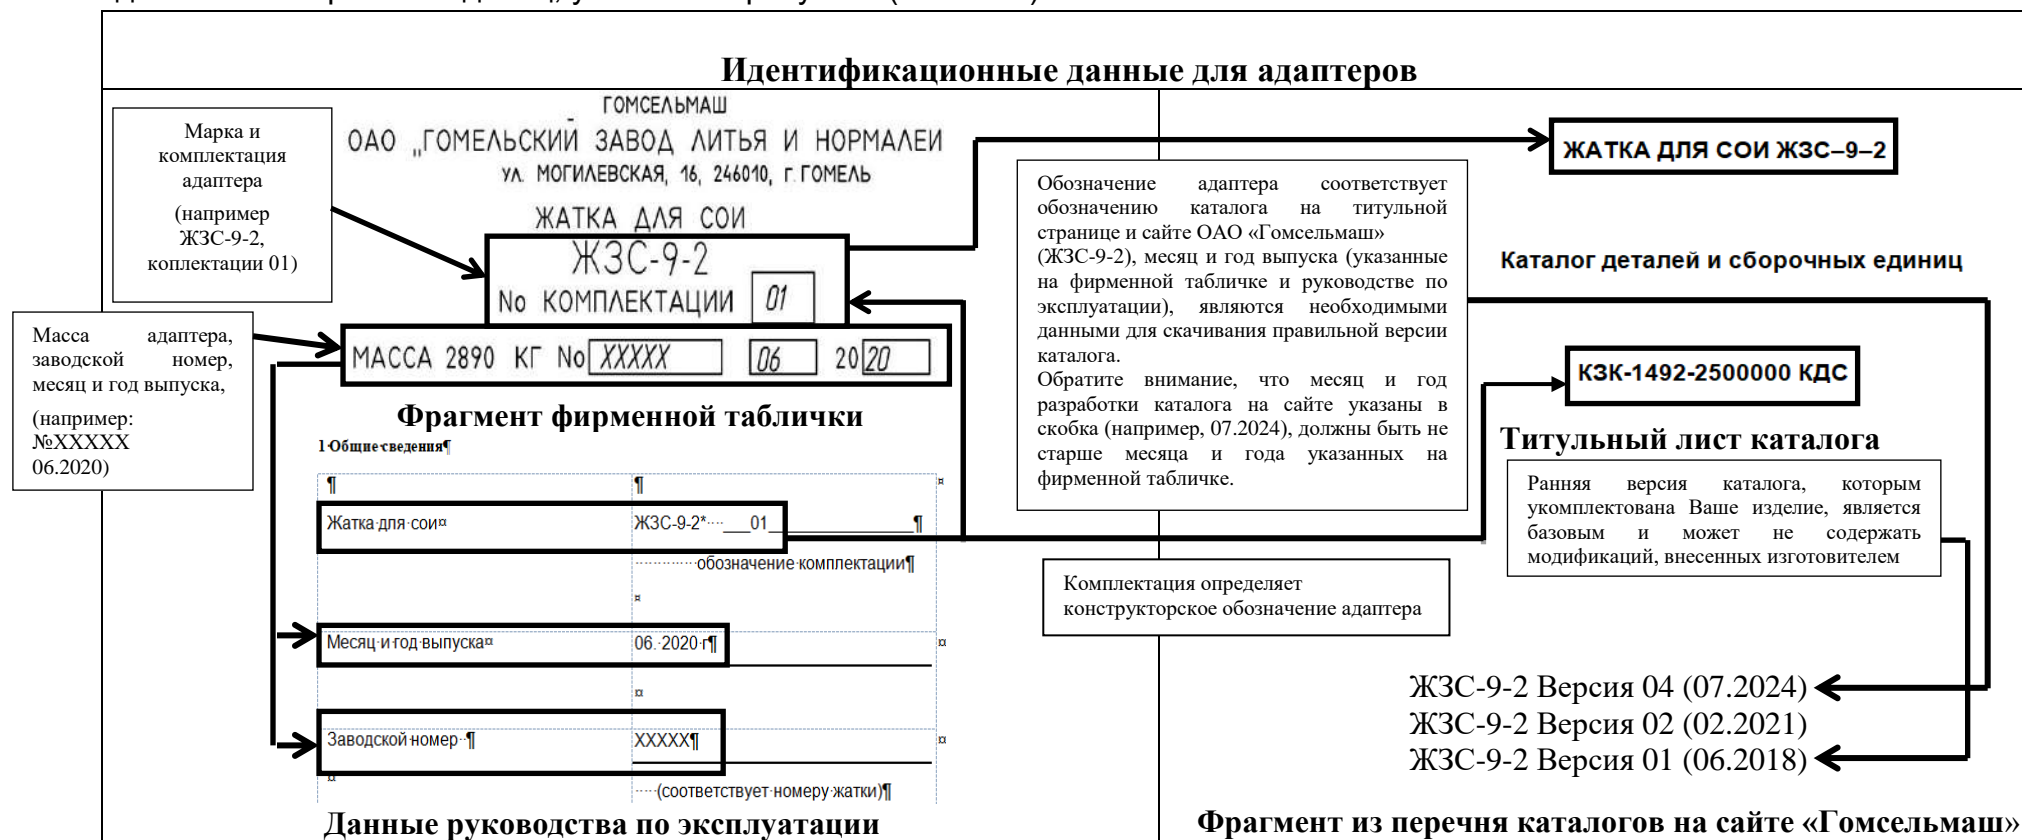 Идентификационные данные для адаптеров
Марка и
комплектация
адаптера
(например
ЖЗС-9-2,
коплектации 01)
Масса адаптера,
заводской номер,
месяц и год выпуска,
(например:
№XXXXX
06.2020)
ГОМСЕЛЬМАШ
ОАО „ГОМЕЛЬСКИЙ ЗАВОД ЛИТЬЯ И НОРМАЛЕЙ
УЛ. МОГИЛЕВСКАЯ, 16, 246010, г. ГОМЕЛЬ
ЖАТКА ДЛЯ СОИ
ЖЗС-9-2
No КОМПЛЕКТАЦИИ 01
МАССА 2890 КГ No XXXXX 06 20 20
Фрагмент фирменной таблички
1·Общие·сведения¶
¶ ¶ ¤
Жатка·для·сои¤ ЖЗС-9-2*····___01________________¶
·············обозначение·комплектации¶
¤
Месяц·и·год·выпуска¤ 06.·2020·г¶ ¤
¤
Заводской·номер··¶ XXXXX¶ ¤
¤ ·····(соответствует·номеру·жатки)¶
Данные руководства по эксплуатации
Обозначение адаптера соответствует
обозначению каталога на титульной
странице и сайте ОАО «Гомсельмаш»
(ЖЗС-9-2), месяц и год выпуска (указанные
на фирменной табличке и руководстве по
эксплуатации), являются необходимыми
данными для скачивания правильной версии
каталога.
Обратите внимание, что месяц и год
разработки каталога на сайте указаны в
скобка (например, 07.2024), должны быть не
старше месяца и года указанных на
фирменной табличке.
Комплектация определяет
конструкторское обозначение адаптера
ЖАТКА ДЛЯ СОИ ЖЗС–9–2
Каталог деталей и сборочных единиц
КЗК-1492-2500000 КДС
Титульный лист каталога
Ранняя версия каталога, которым
укомплектована Ваше изделие, является
базовым и может не содержать
модификаций, внесенных изготовителем
ЖЗС-9-2 Версия 04 (07.2024)
ЖЗС-9-2 Версия 02 (02.2021)
ЖЗС-9-2 Версия 01 (06.2018)
Фрагмент из перечня каталогов на сайте «Гомсельмаш»